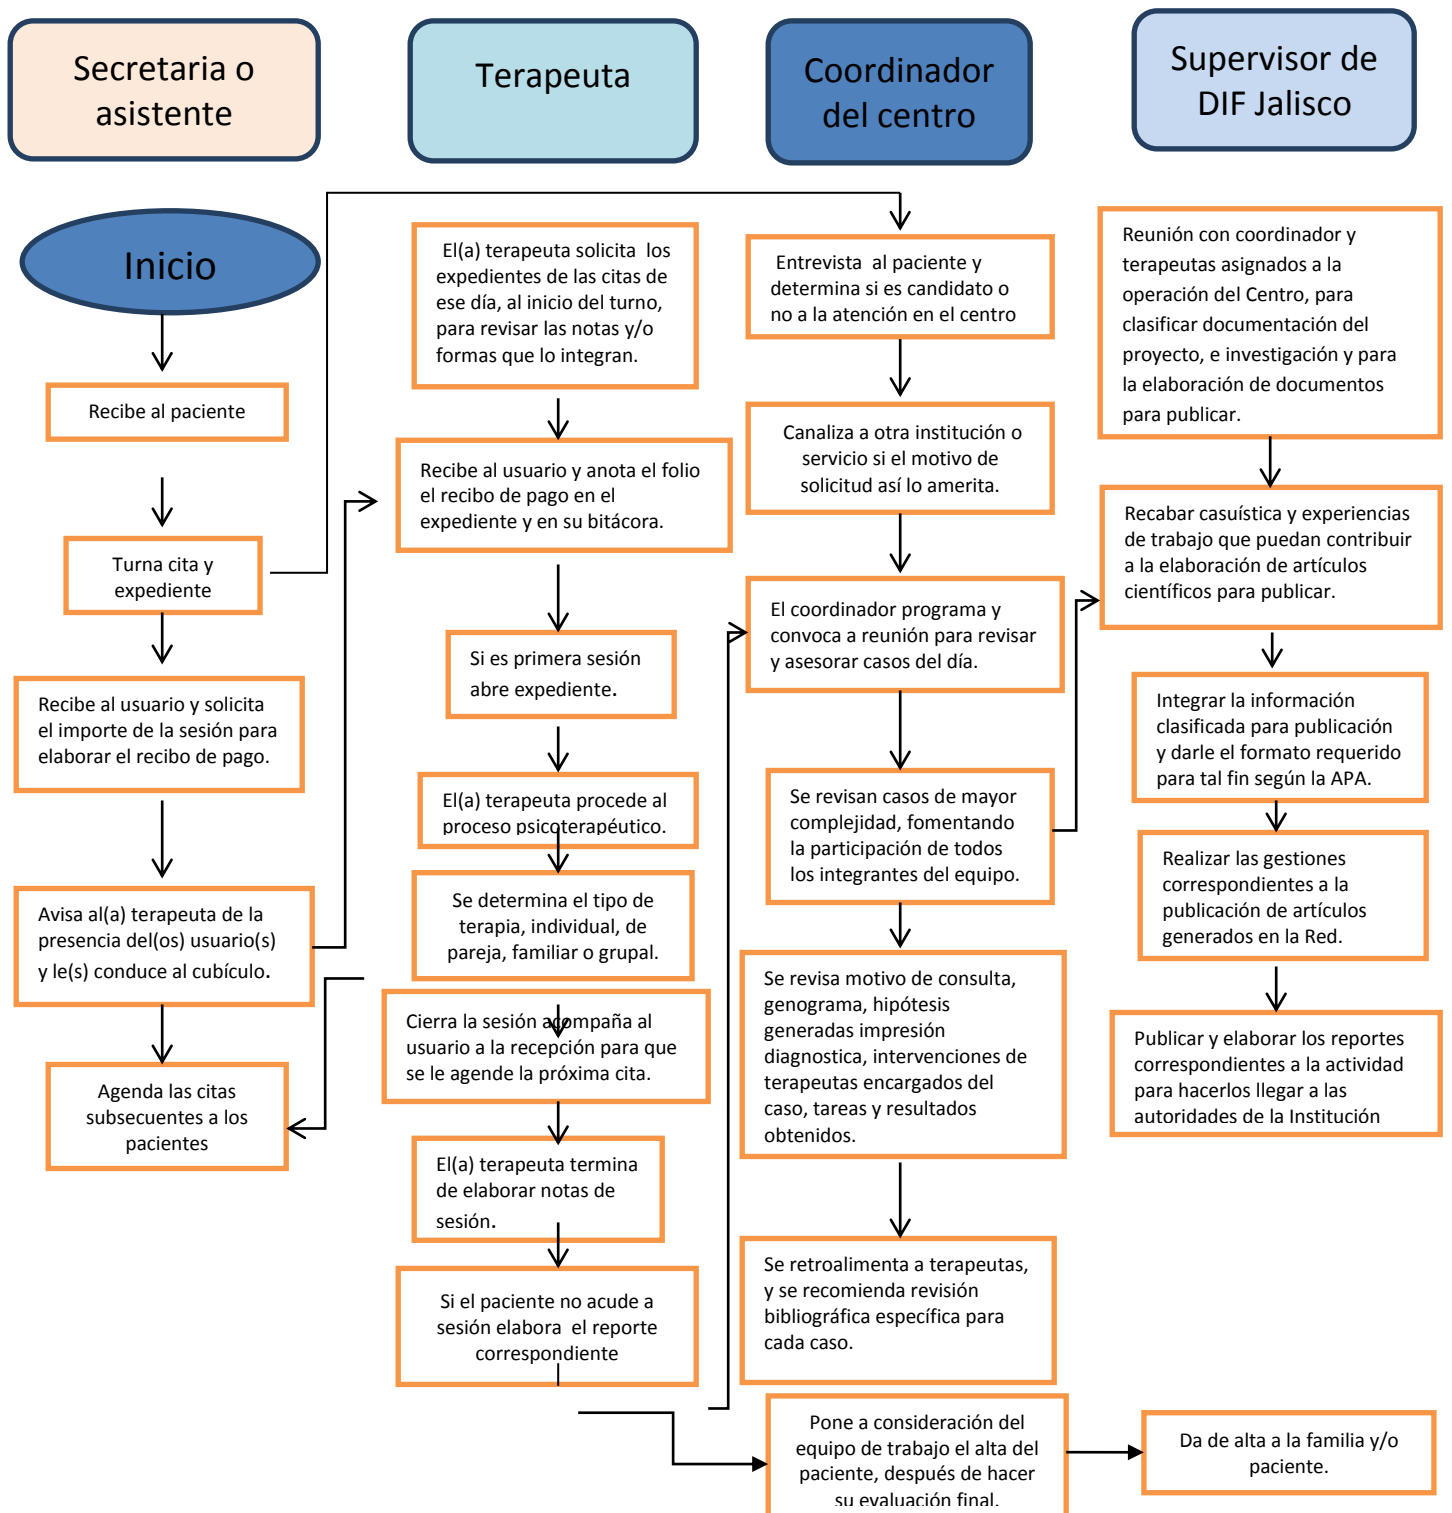 Secretaria o
asistente
Terapeuta
Coordinador
del centro
Supervisor de
DIF Jalisco
Inicio
Recibe al paciente
Turna cita y
expediente
Recibe al usuario y solicita
el importe de la sesión para
elaborar el recibo de pago.
Avisa al(a) terapeuta de la
presencia del(os) usuario(s)
y le(s) conduce al cubículo.
Agenda las citas
subsecuentes a los
pacientes
El(a) terapeuta solicita  los
expedientes de las citas de
ese día, al inicio del turno,
para revisar las notas y/o
formas que lo integran.
Recibe al usuario y anota el folio
el recibo de pago en el
expediente y en su bitácora.
Si es primera sesión
abre expediente.
El(a) terapeuta procede al
proceso psicoterapéutico.
Se determina el tipo de
terapia, individual, de
pareja, familiar o grupal.
Cierra la sesión acompaña al
usuario a la recepción para que
se le agende la próxima cita.
El(a) terapeuta termina
de elaborar notas de
sesión.
Si el paciente no acude a
sesión elabora  el reporte
correspondiente
Entrevista  al paciente y
determina si es candidato o
no a la atención en el centro
Canaliza a otra institución o
servicio si el motivo de
solicitud así lo amerita.
El coordinador programa y
convoca a reunión para revisar
y asesorar casos del día.
Se revisan casos de mayor
complejidad, fomentando
la participación de todos
los integrantes del equipo.
Se revisa motivo de consulta,
genograma, hipótesis
generadas impresión
diagnostica, intervenciones de
terapeutas encargados del
caso, tareas y resultados
obtenidos.
Se retroalimenta a terapeutas,
y se recomienda revisión
bibliográfica específica para
cada caso.
Pone a consideración del
equipo de trabajo el alta del
paciente, después de hacer
su evaluación final.
Reunión con coordinador y
terapeutas asignados a la
operación del Centro, para
clasificar documentación del
proyecto, e investigación y para
la elaboración de documentos
para publicar.
Recabar casuística y experiencias
de trabajo que puedan contribuir
a la elaboración de artículos
científicos para publicar.
Integrar la información
clasificada para publicación
y darle el formato requerido
para tal fin según la APA.
Realizar las gestiones
correspondientes a la
publicación de artículos
generados en la Red.
Publicar y elaborar los reportes
correspondientes a la actividad
para hacerlos llegar a las
autoridades de la Institución
Da de alta a la familia y/o
paciente.